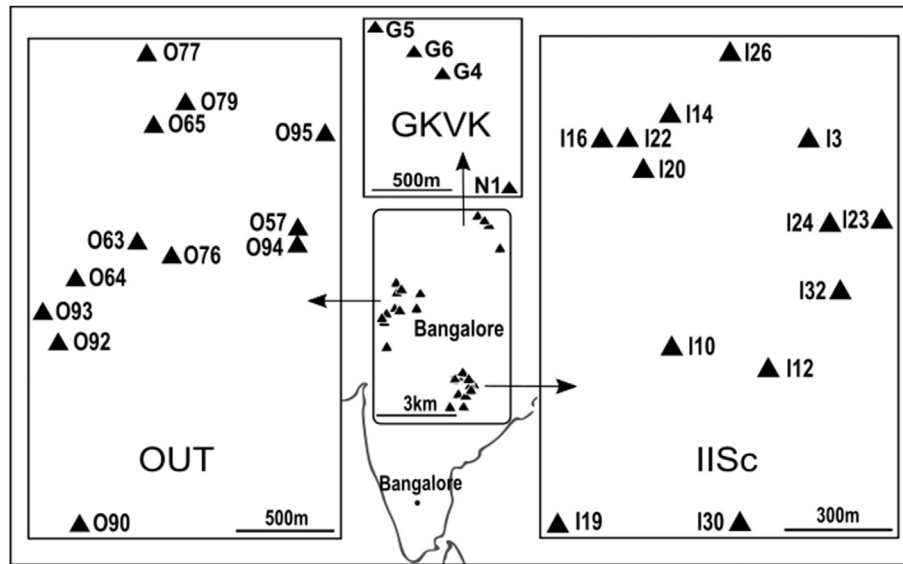 O77
O79
O65
O95
O57
O63
O94
O76
O64
O93
O92
OUT
O90
500m
G5
G6
G4
GKVK
500m
N1
Bangalore
3km
Bangalore
I26
I14
I16
I22
I3
I20
I24
I23
I32
I10
I12
IISc
I19
I30
300m